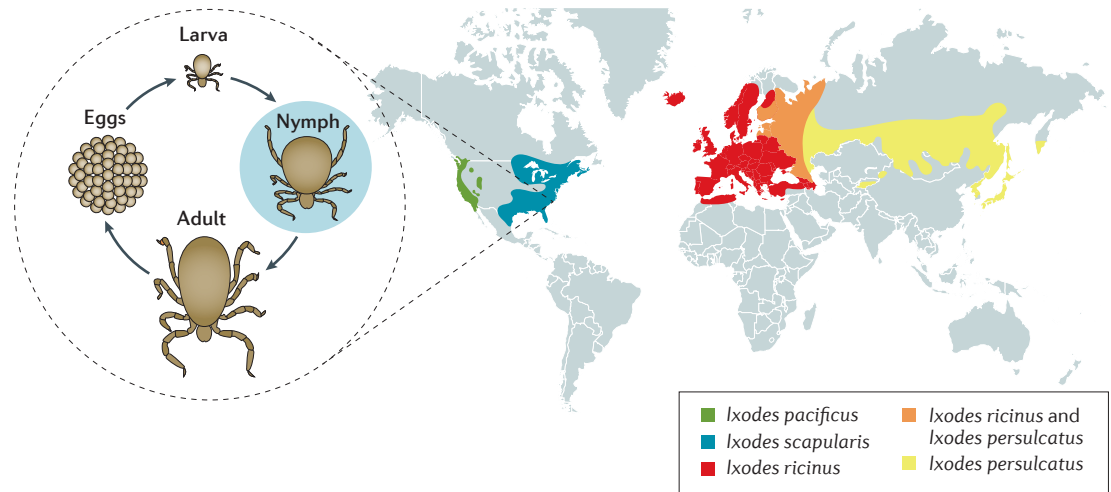 Larva
Eggs
Nymph
Adult
Ixodes pacificus
Ixodes scapularis
Ixodes ricinus
Ixodes ricinus and
Ixodes persulcatus
Ixodes persulcatus